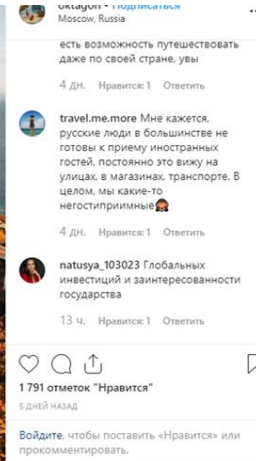 oktagon • Подписаться
Moscow, Russia
есть возможность путешествовать
даже по своей стране, увы
4 дн. Нравится: 1 Ответить
travel.me.more Мне кажется,
русские люди в большинстве не
готовы к приему иностранных
гостей, постоянно это вижу на
улицах, в магазинах, транспорте. В
целом, мы какие-то
негостиприимные🤷
4 дн. Нравится: 1 Ответить
natusya_103023 Глобальных
инвестиций и заинтересованности
государства
13 ч. Нравится: 1 Ответить
1 791 отметок "Нравится"
5 ДНЕЙ НАЗАД
Войдите, чтобы поставить «Нравится» или
прокомментировать.